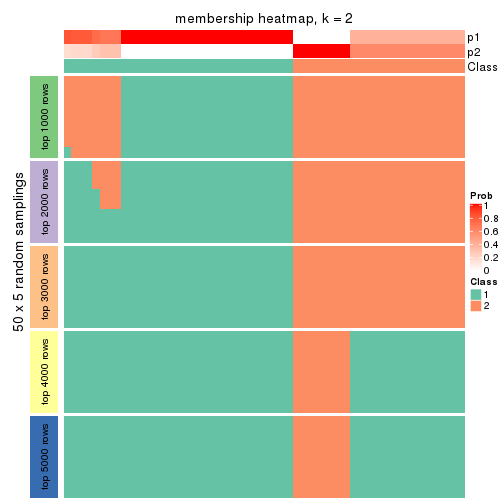 membership heatmap, k = 2
p1
p2
Class
50 x 5 random samplings
top 1000 rows
top 2000 rows
top 3000 rows
top 4000 rows
top 5000 rows
Prob
1
0.8
0.6
0.4
0.2
0
Class
1
2